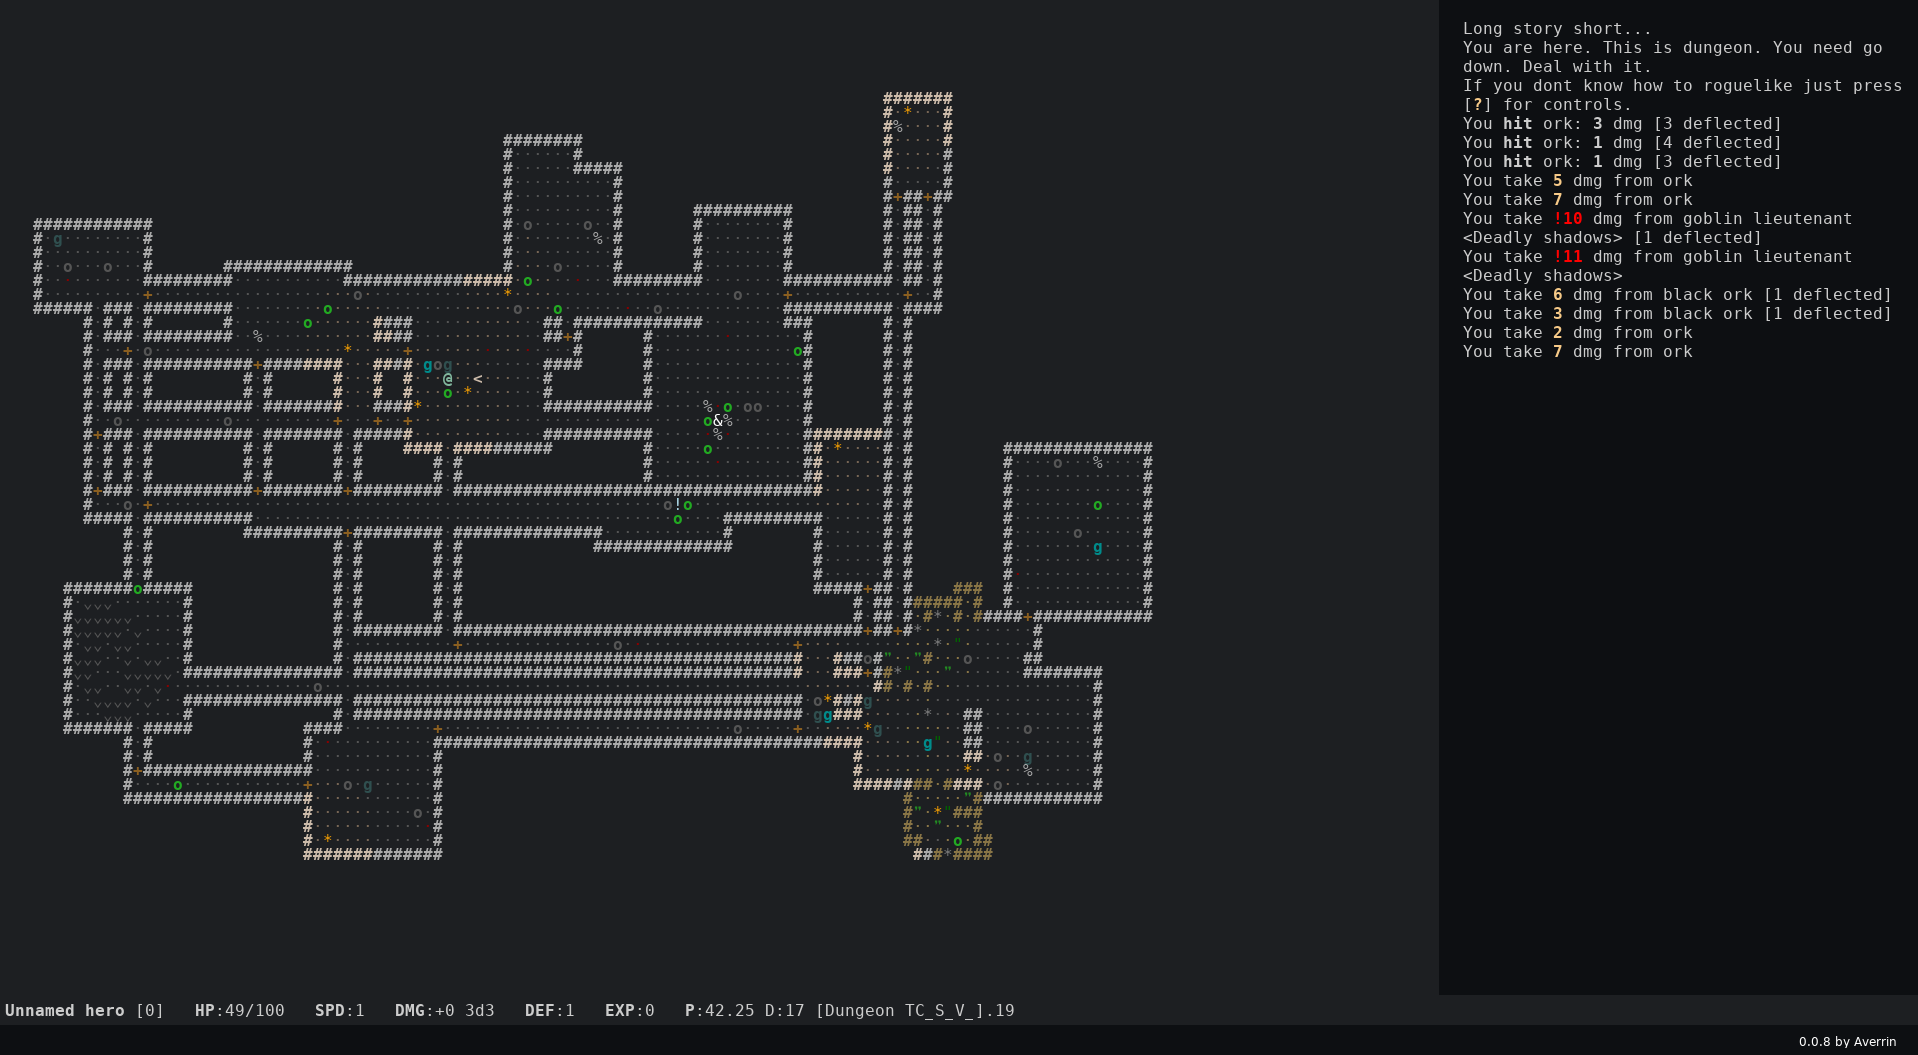 Long story short...
You are here. This is dungeon. You need go
down. Deal with it.
If you dont know how to roguelike just press
[?] for controls.
You hit ork: 3 dmg [3 deflected]
You hit ork: 1 dmg [4 deflected]
You hit ork: 1 dmg [3 deflected]
You take 5 dmg from ork
You take 7 dmg from ork
You take !10 dmg from goblin lieutenant
<Deadly shadows> [1 deflected]
You take !11 dmg from goblin lieutenant
<Deadly shadows>
You take 6 dmg from black ork [1 deflected]
You take 3 dmg from black ork [1 deflected]
You take 2 dmg from ork
You take 7 dmg from ork
Unnamed hero [0] HP:49/100 SPD:1 DMG:+0 3d3 DEF:1 EXP:0 P:42.25 D:17 [Dungeon TC_S_V_].19
0.0.8 by Averrin